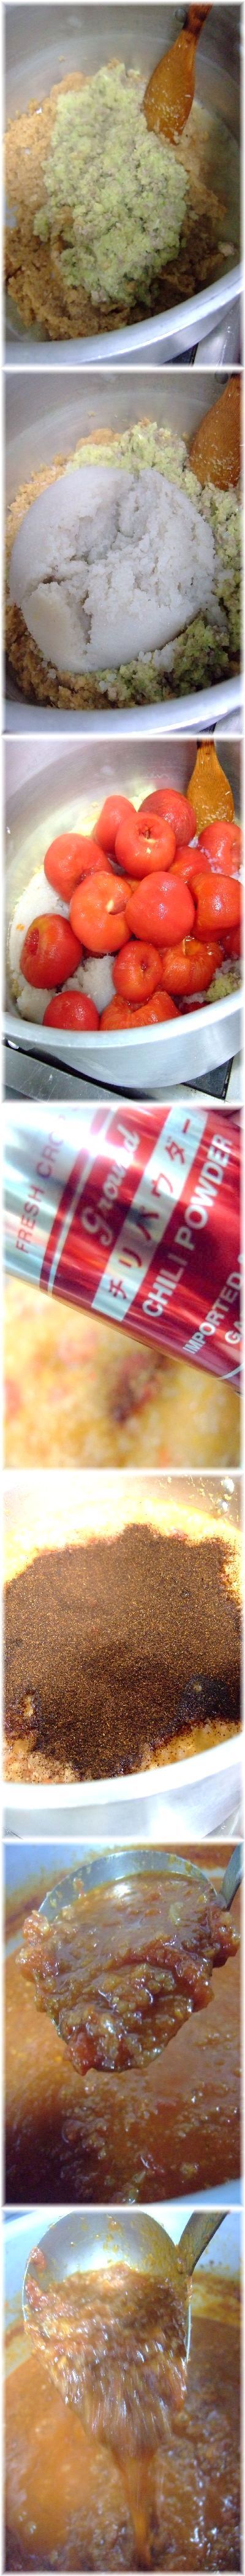 FRESH CRO
Ground
チリパウダー
CHILI POWDER
IMPORTED
GA